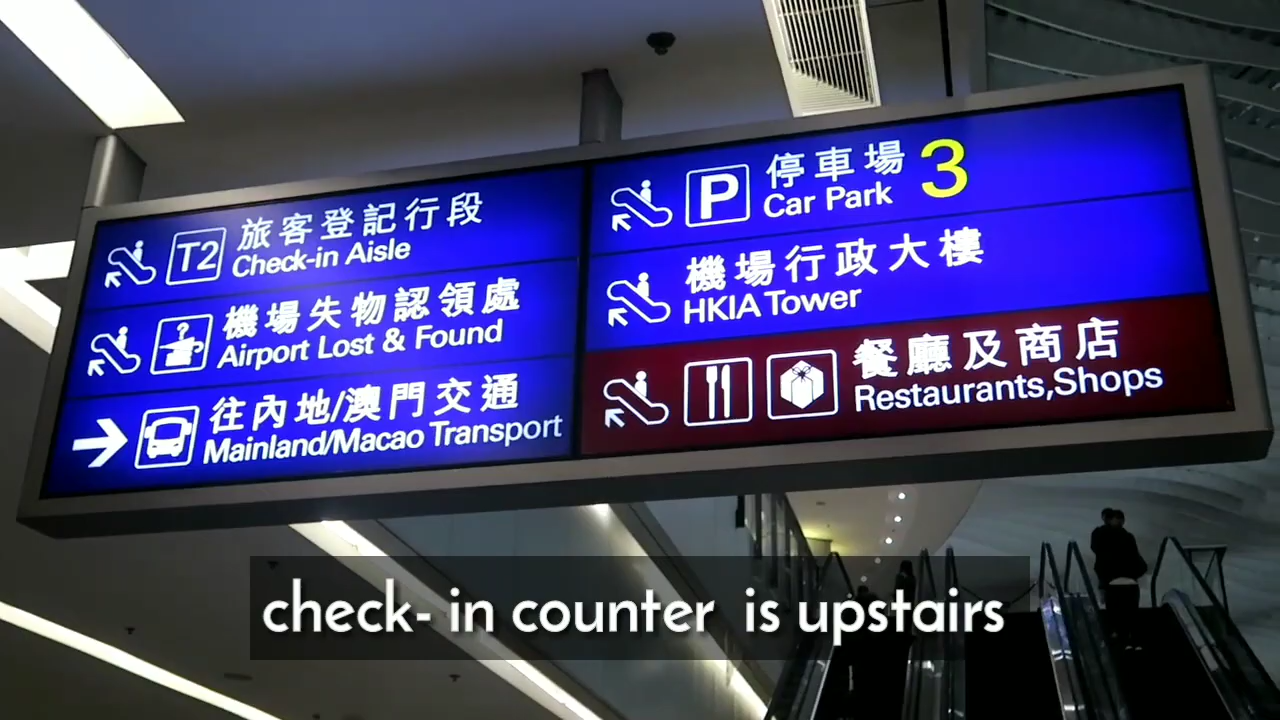 旅客登記行段
T2
Check-in Aisle
機場失物認領處
Airport Lost & Found
往內地/澳門交通
Mainland/Macao Transport
P
停車場 3
Car Park
機場行政大樓
HKIA Tower
餐廳及商店
Restaurants,Shops
check- in counter is upstairs